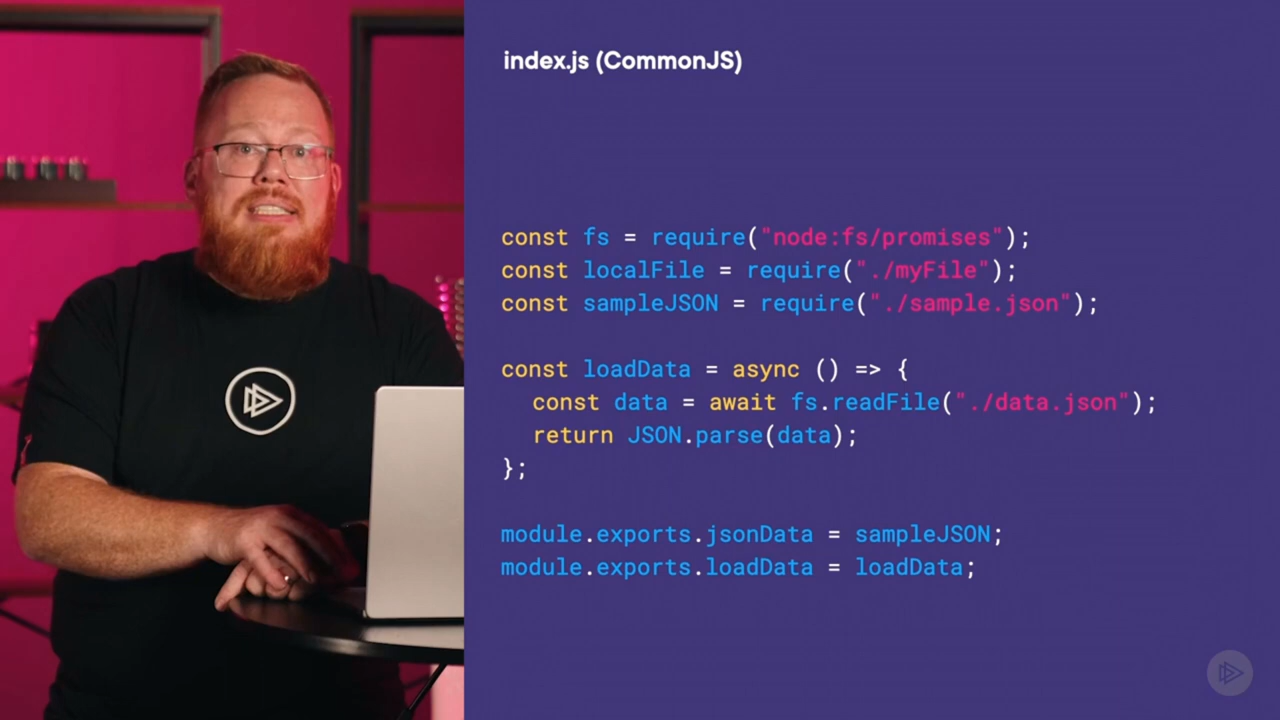 index.js (CommonJS)
const fs = require("node:fs/promises");
const localFile = require("./myFile");
const sampleJSON = require("./sample.json");
const loadData = async () => {
const data = await fs.readFile("./data.json");
return JSON.parse(data);
};
module.exports.jsonData = sampleJSON;
module.exports.loadData = loadData;